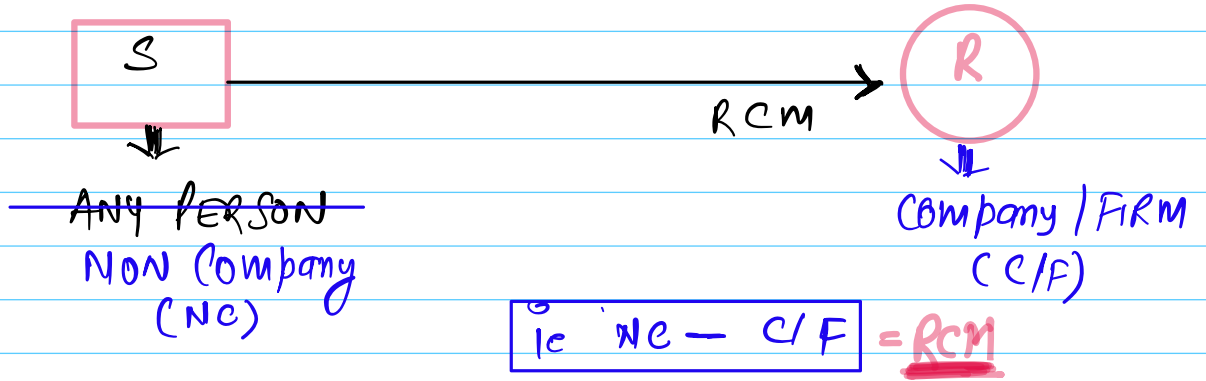 S
R
RCM
ANY PERSON
NON Company
(NC)
Company / FIRM
(C/F)
ie NC — C/F = RCM